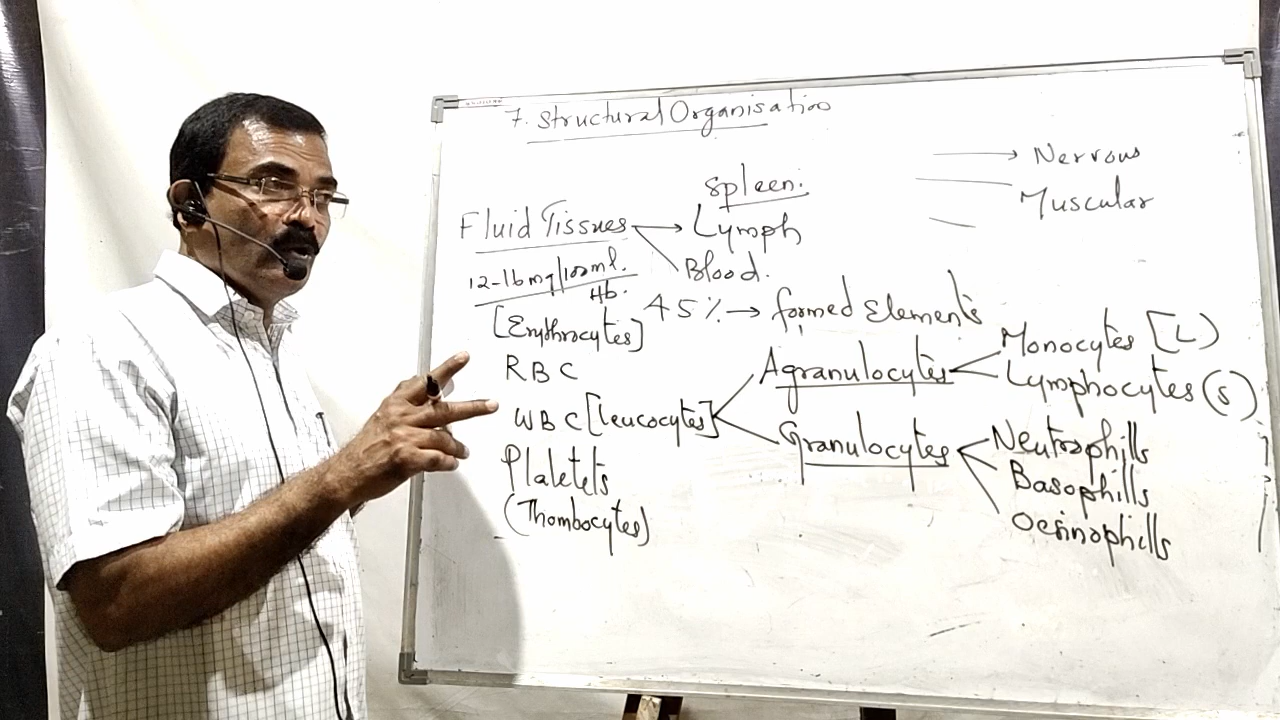 7. Structural Organisation
Nervous
Muscular
Spleen.
Fluid Tissues
Lymph
Blood.
12-16mg/100ml.
Hb.
45% → formed Elements
[Erythrocytes]
RBC
WBC [leucocytes]
Platelets
(Thombocytes)
Agranulocytes
Monocytes [L]
Lymphocytes (S)
Granulocytes
Neutrophills
Basophills
Oesinophills